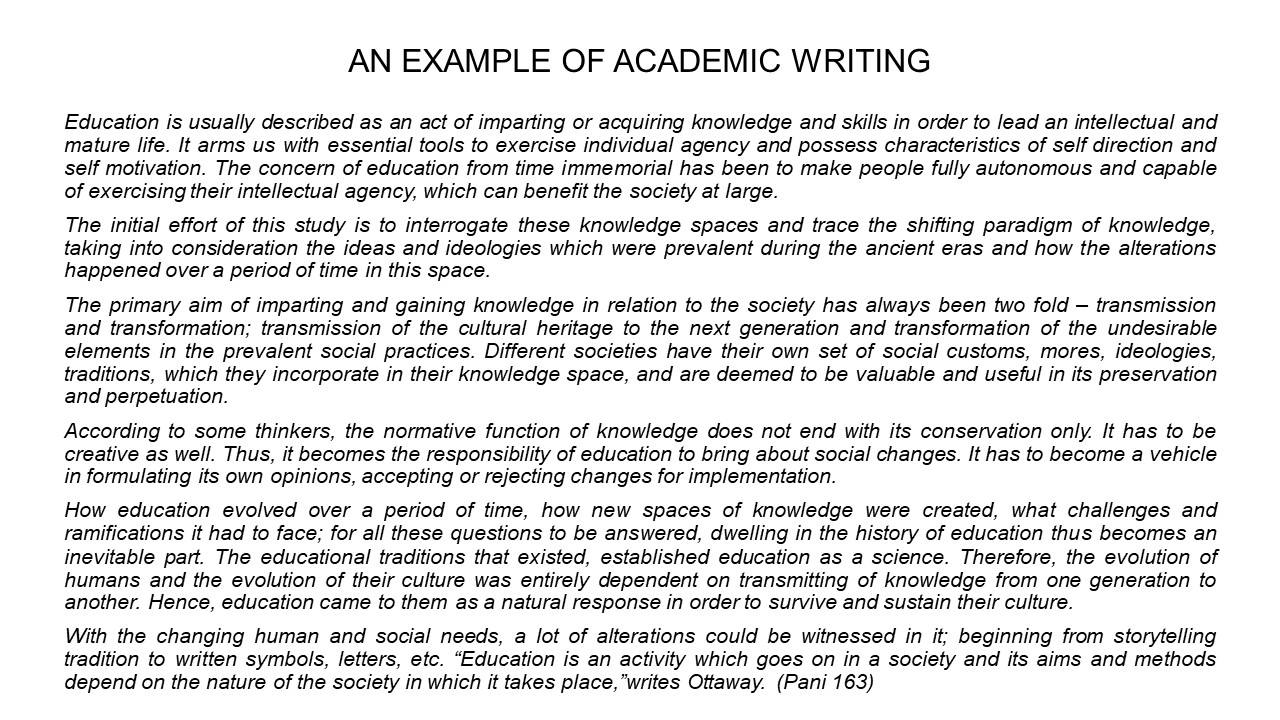 AN EXAMPLE OF ACADEMIC WRITING
Education is usually described as an act of imparting or acquiring knowledge and skills in order to lead an intellectual and
mature life. It arms us with essential tools to exercise individual agency and possess characteristics of self direction and
self motivation. The concern of education from time immemorial has been to make people fully autonomous and capable
of exercising their intellectual agency, which can benefit the society at large.
The initial effort of this study is to interrogate these knowledge spaces and trace the shifting paradigm of knowledge,
taking into consideration the ideas and ideologies which were prevalent during the ancient eras and how the alterations
happened over a period of time in this space.
The primary aim of imparting and gaining knowledge in relation to the society has always been two fold – transmission
and transformation; transmission of the cultural heritage to the next generation and transformation of the undesirable
elements in the prevalent social practices. Different societies have their own set of social customs, mores, ideologies,
traditions, which they incorporate in their knowledge space, and are deemed to be valuable and useful in its preservation
and perpetuation.
According to some thinkers, the normative function of knowledge does not end with its conservation only. It has to be
creative as well. Thus, it becomes the responsibility of education to bring about social changes. It has to become a vehicle
in formulating its own opinions, accepting or rejecting changes for implementation.
How education evolved over a period of time, how new spaces of knowledge were created, what challenges and
ramifications it had to face; for all these questions to be answered, dwelling in the history of education thus becomes an
inevitable part. The educational traditions that existed, established education as a science. Therefore, the evolution of
humans and the evolution of their culture was entirely dependent on transmitting of knowledge from one generation to
another. Hence, education came to them as a natural response in order to survive and sustain their culture.
With the changing human and social needs, a lot of alterations could be witnessed in it; beginning from storytelling
tradition to written symbols, letters, etc. “Education is an activity which goes on in a society and its aims and methods
depend on the nature of the society in which it takes place,”writes Ottaway. (Pani 163)